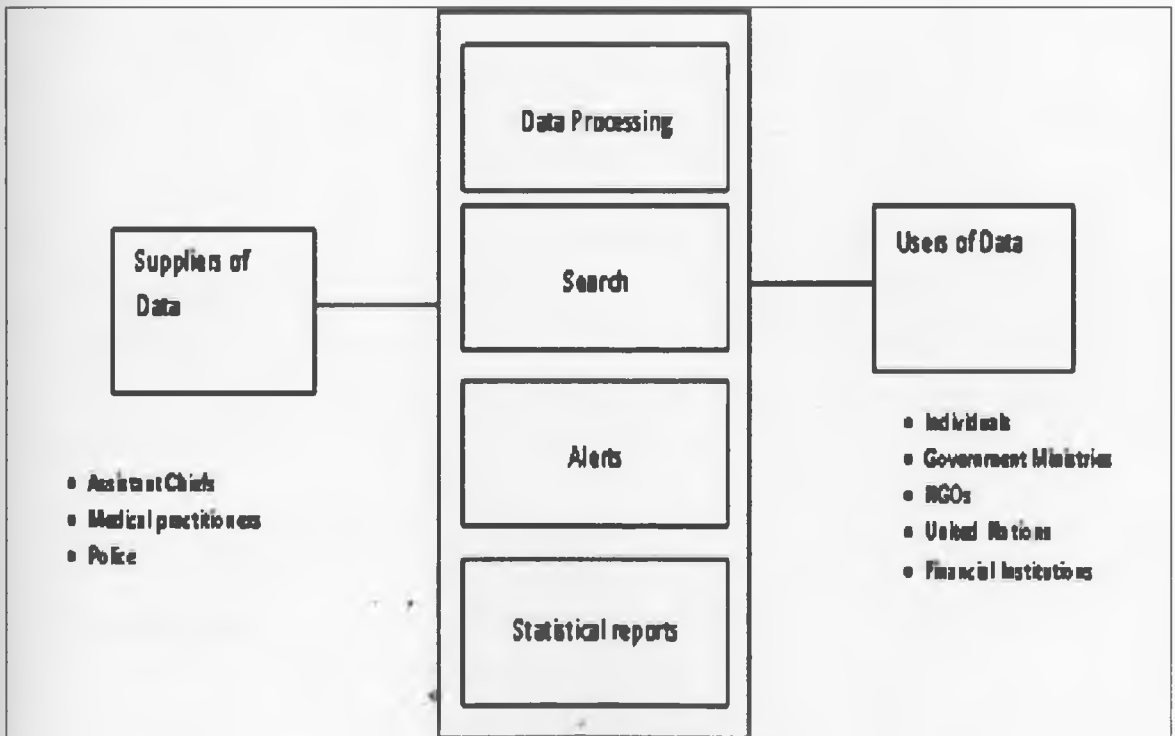 Data Processing
Suppliers of
Data
Search
Users of Data
Alerts
Statistical reports
• Assistant Chiefs
• Medical practitioners
• Police
• Individuals
• Government Ministries
• NGOs
• United Nations
• Financial Institutions